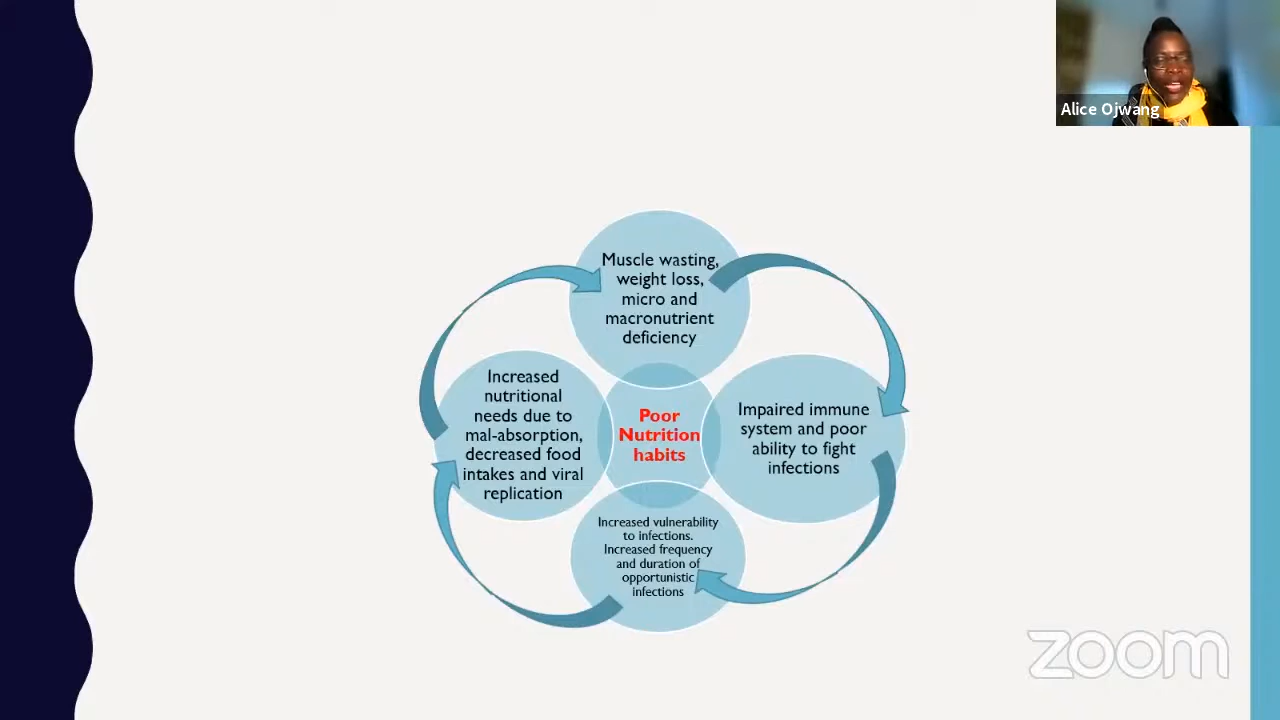 Alice Ojwang
Muscle wasting,
weight loss,
micro and
macronutrient
deficiency
Impaired immune
system and poor
ability to fight
infections
Increased vulnerability
to infections.
Increased frequency
and duration of
opportunistic
infections
Increased
nutritional
needs due to
mal-absorption,
decreased food
intakes and viral
replication
Poor
Nutrition
habits
zoom